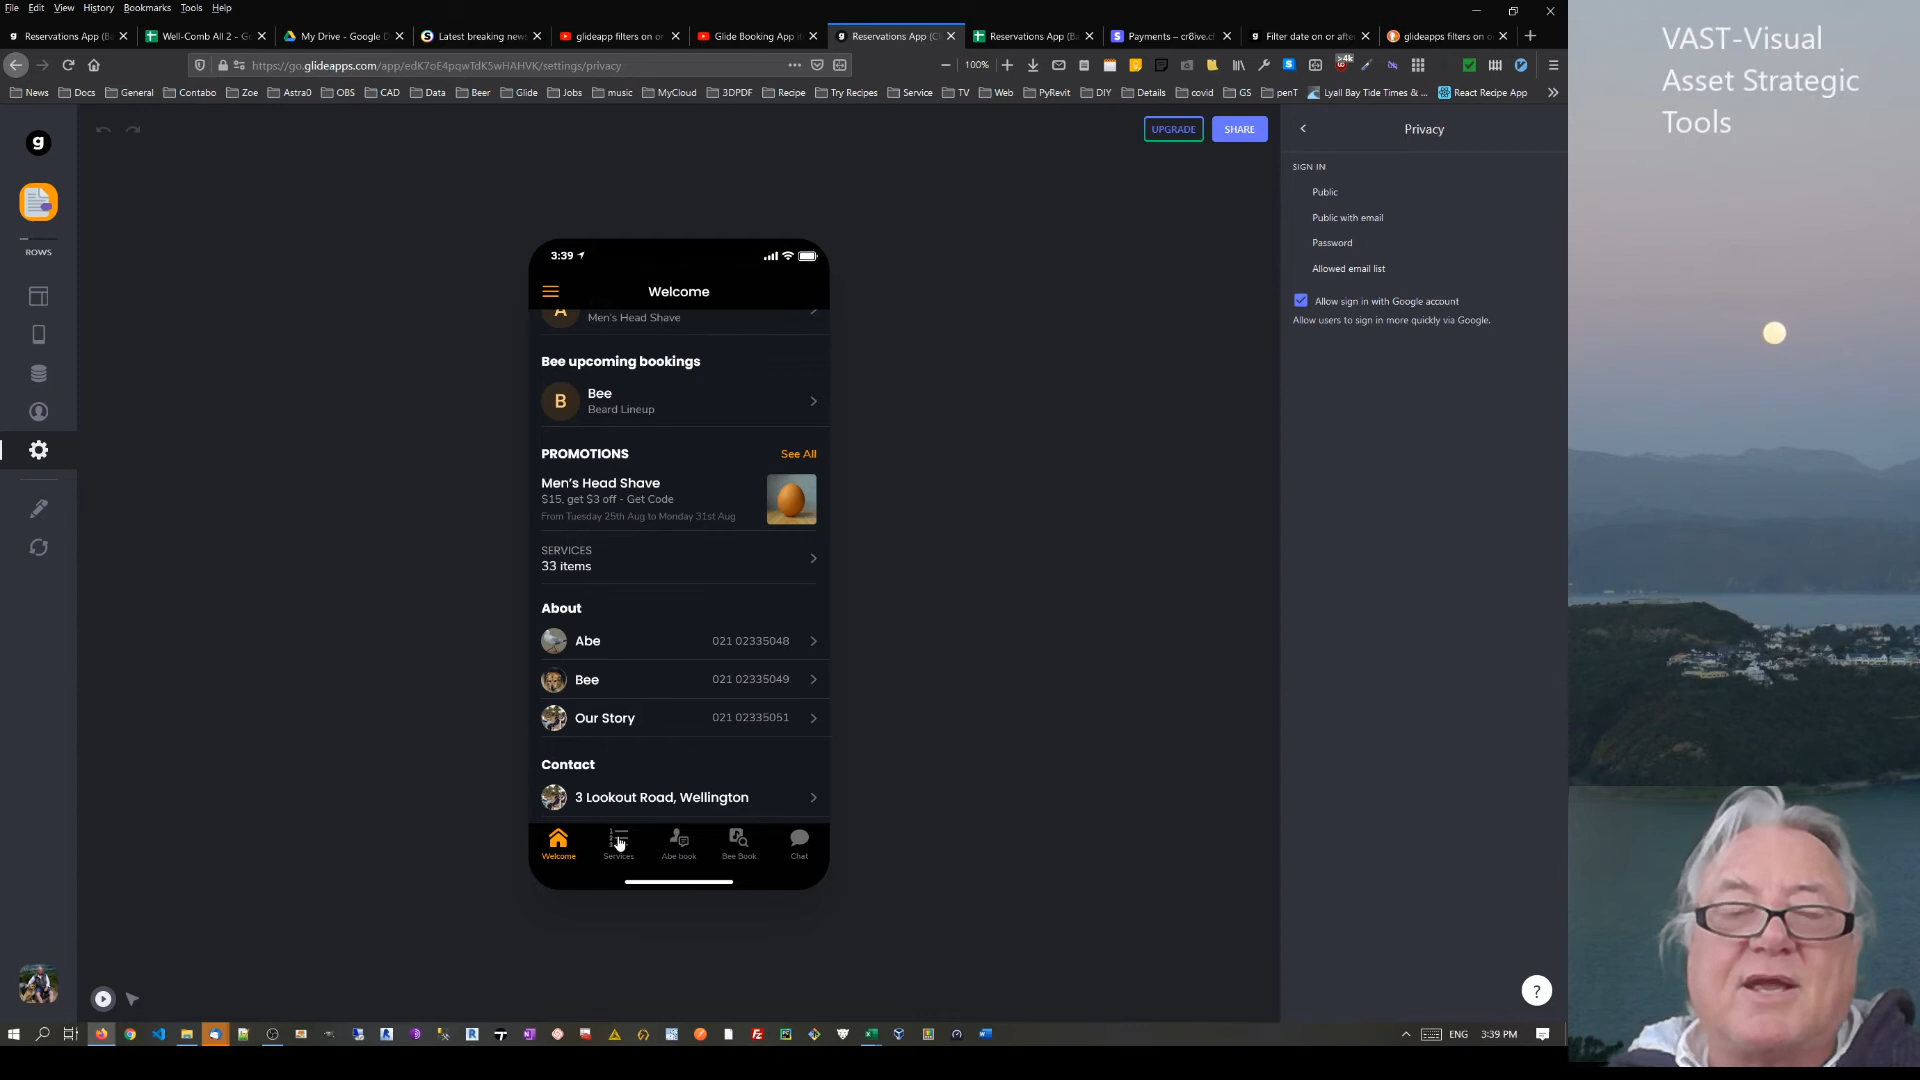 File Edit View History Bookmarks Tools Help
Reservations App (Ba
Well-Comb All 2 - Go
My Drive - Google D
Latest breaking news
glideapp filters on or
Glide Booking App it
Reservations App (Cl
Reservations App (Ba
Payments – cr8ive.cf
Filter date on or after
glideapps filters on or
https://go.glideapps.com/app/edK7oE4pqwTdK5wHAHVK/settings/privacy
100%
>4k
News Docs General Contabo Zoe Astra0 OBS CAD Data Beer Glide Jobs music MyCloud 3DPDF Recipe Try Recipes Service TV Web PyRevit DIY Details covid GS penT Lyall Bay Tide Times & ... React Recipe App
g
ROWS
UPGRADE
SHARE
Privacy
SIGN IN
Public
Public with email
Password
Allowed email list
Allow sign in with Google account
Allow users to sign in more quickly via Google.
3:39
Welcome
A
Men's Head Shave
Bee upcoming bookings
B
Bee
Beard Lineup
PROMOTIONS
See All
Men's Head Shave
$15, get $3 off - Get Code
From Tuesday 25th Aug to Monday 31st Aug
SERVICES
33 items
About
Abe 021 02335048
Bee 021 02335049
Our Story 021 02335051
Contact
3 Lookout Road, Wellington
Welcome Services Abe book Bee Book Chat
?
ENG 3:39 PM
VAST-Visual
Asset Strategic
Tools